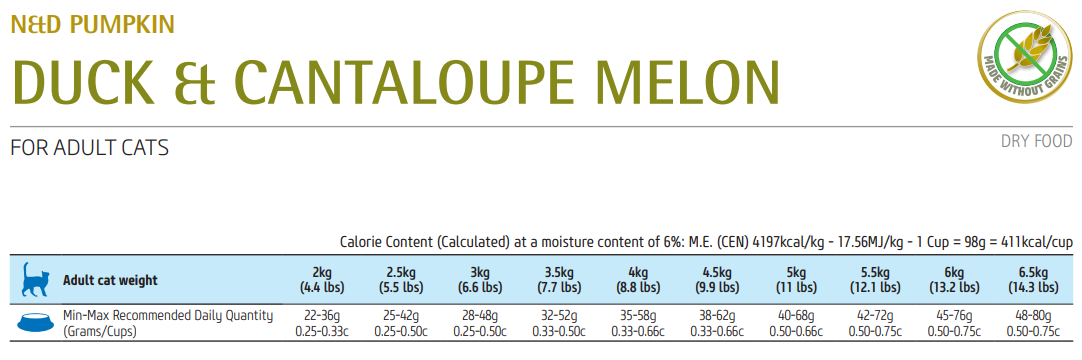 N&D PUMPKIN
DUCK & CANTALOUPE MELON
MADE WITHOUT GRAINS
FOR ADULT CATS
DRY FOOD
Calorie Content (Calculated) at a moisture content of 6%: M.E. (CEN) 4197kcal/kg - 17.56MJ/kg - 1 Cup = 98g = 411kcal/cup
Adult cat weight 2kg 2.5kg 3kg 3.5kg 4kg 4.5kg 5kg 5.5kg 6kg 6.5kg
(4.4 lbs) (5.5 lbs) (6.6 lbs) (7.7 lbs) (8.8 lbs) (9.9 lbs) (11 lbs) (12.1 lbs) (13.2 lbs) (14.3 lbs)
Min-Max Recommended Daily Quantity 22-36g 25-42g 28-48g 32-52g 35-58g 38-62g 40-68g 42-72g 45-76g 48-80g
(Grams/Cups) 0.25-0.33c 0.25-0.50c 0.25-0.50c 0.33-0.50c 0.33-0.66c 0.33-0.66c 0.50-0.66c 0.50-0.75c 0.50-0.75c 0.50-0.75c